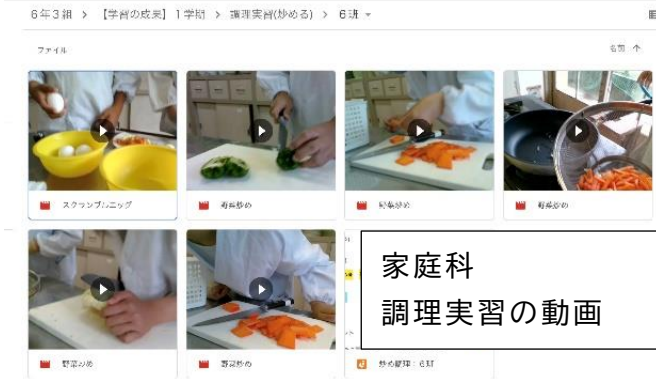 6年3組 > 【学習の成果】1学期 > 調理実習(炒める) > 6班
ファイル
名前 ↑
スクランブルエッグ
野菜炒め
野菜炒め
野菜炒め
野菜炒め
野菜炒め
炒め調理:6班
家庭科
調理実習の動画